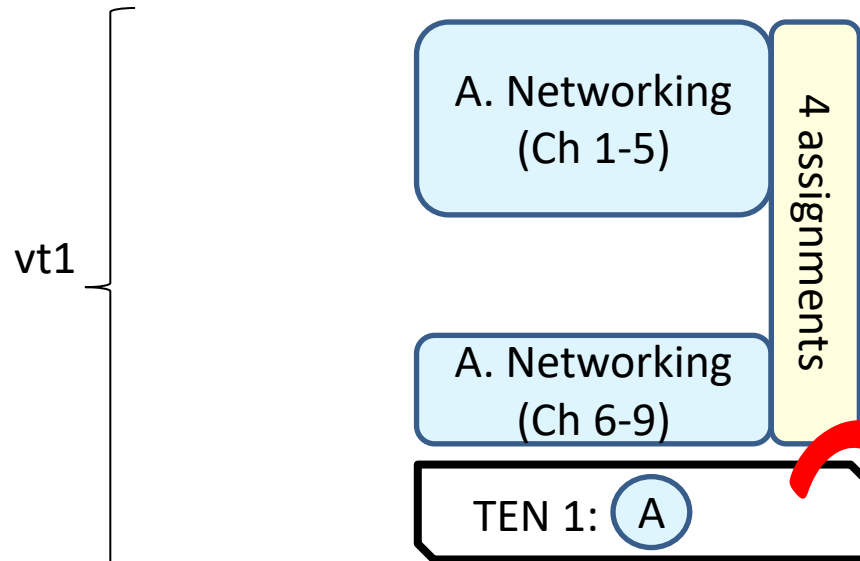 A. Networking
(Ch 1-5)
4 assignments
vt1
A. Networking
(Ch 6-9)
TEN 1: A